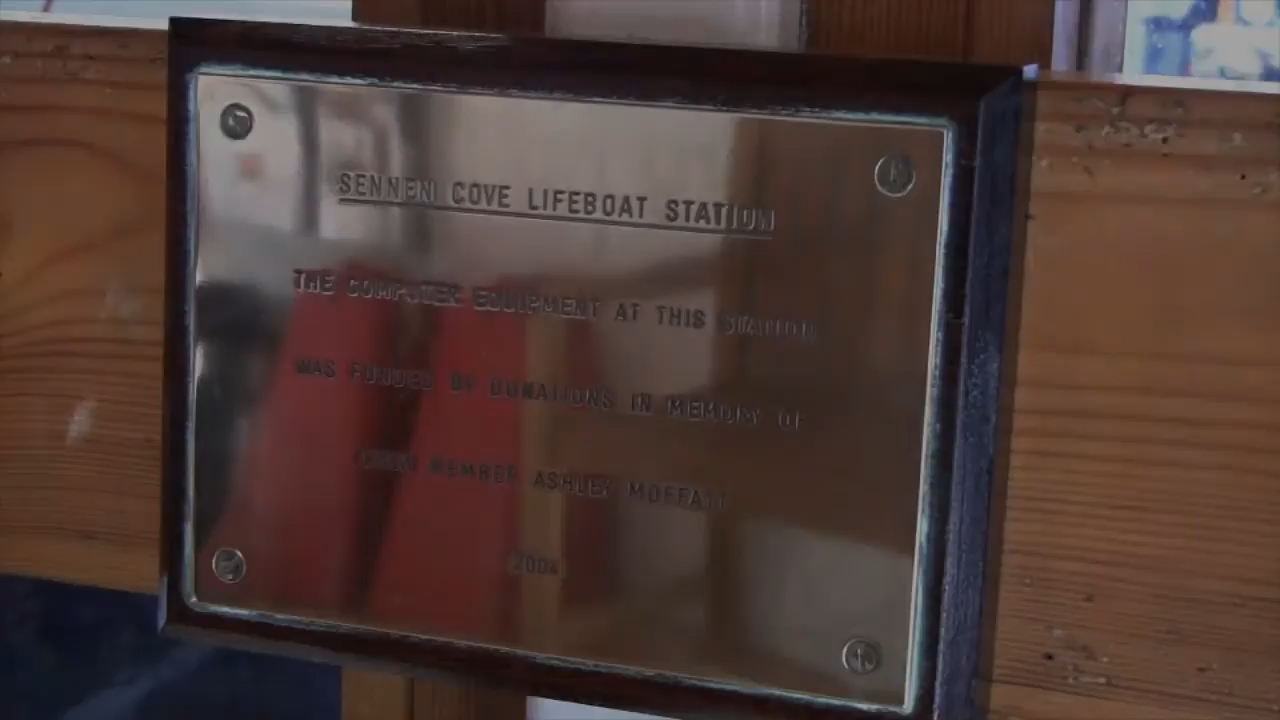 SENNEN COVE LIFEBOAT STATION
THE COMPUTER EQUIPMENT AT THIS STATION
WAS FUNDED BY DONATIONS IN MEMORY OF
CREW MEMBER ASHLEY MOFFATT
2004